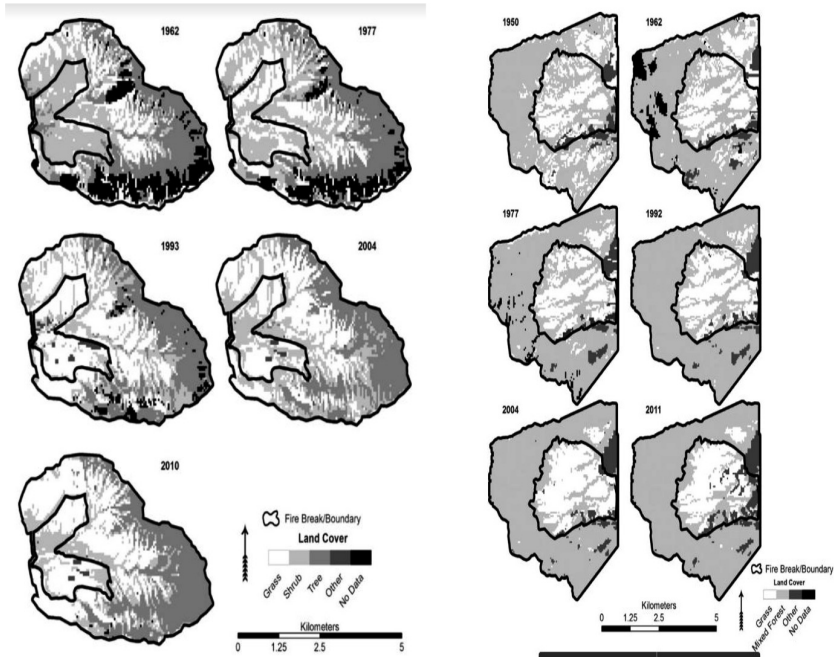 1962
1977
1993
2004
2010
Fire Break/Boundary
Land Cover
Grass
Shrub
Tree
Other
No Data
Kilometers
0 1.25 2.5 5
1950
1962
1977
1992
2004
2011
Fire Break/Boundary
Land Cover
Grass
Mixed Forest
Other
No Data
Kilometers
0 1.25 2.5 5